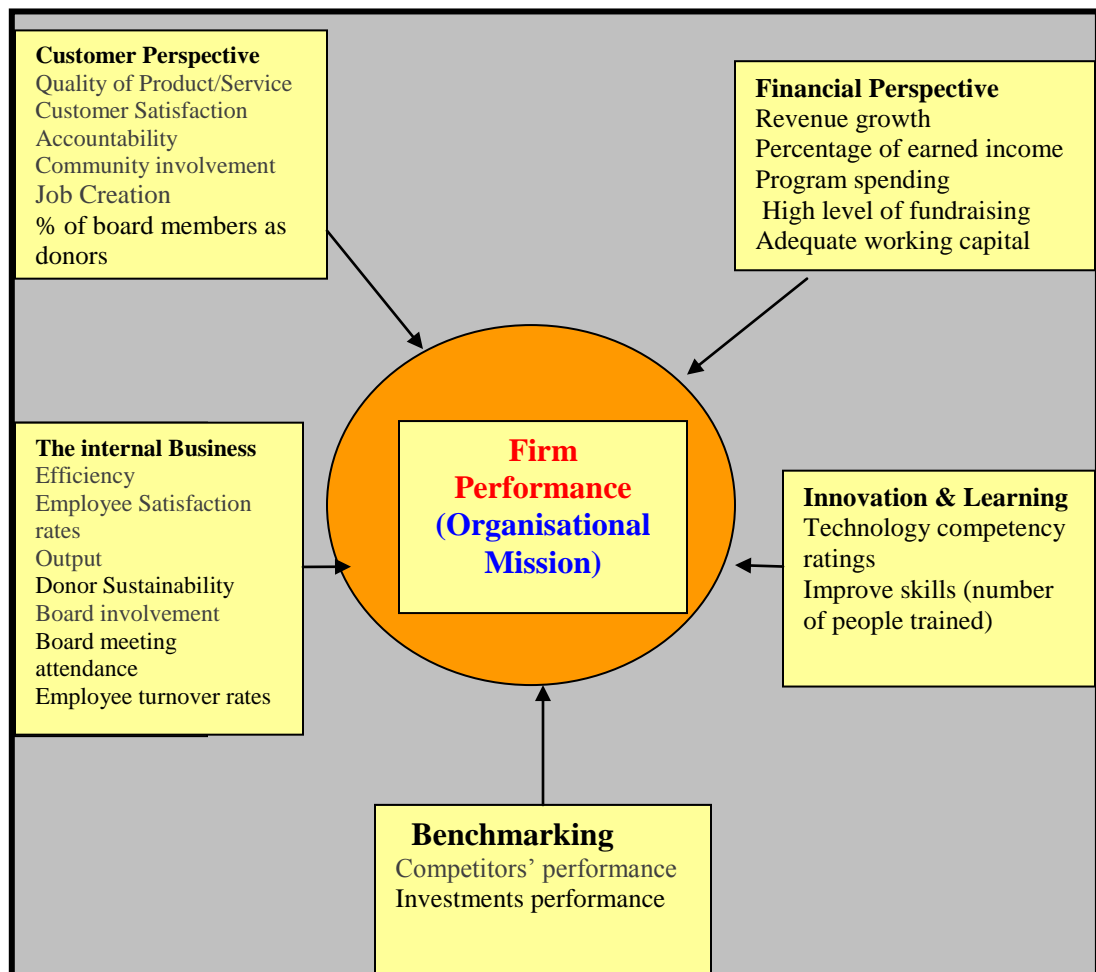 Customer Perspective
Quality of Product/Service
Customer Satisfaction
Accountability
Community involvement
Job Creation
% of board members as
donors
Financial Perspective
Revenue growth
Percentage of earned income
Program spending
High level of fundraising
Adequate working capital
The internal Business
Efficiency
Employee Satisfaction
rates
Output
Donor Sustainability
Board involvement
Board meeting
attendance
Employee turnover rates
Firm
Performance
(Organisational
Mission)
Innovation & Learning
Technology competency
ratings
Improve skills (number
of people trained)
Benchmarking
Competitors’ performance
Investments performance